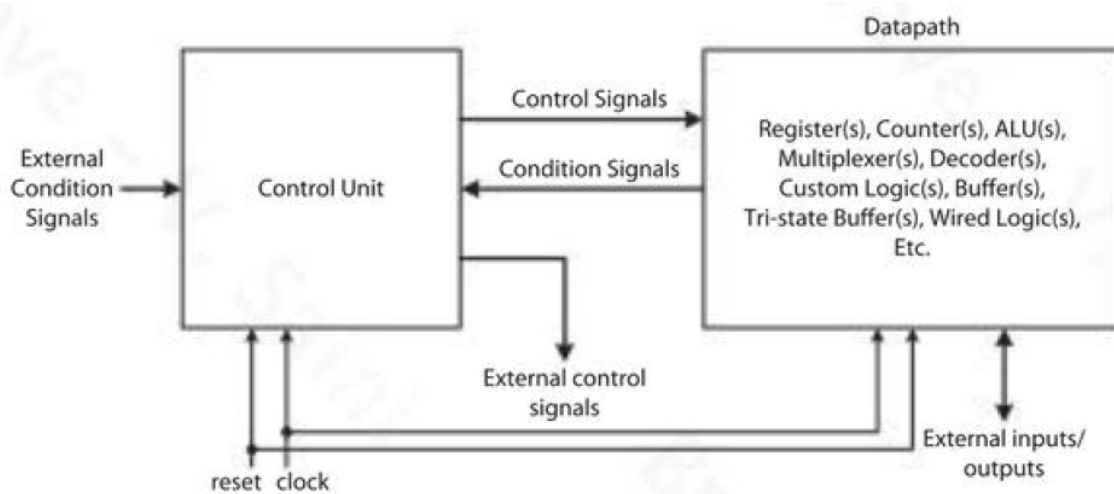 Datapath
Control Signals
Register(s), Counter(s), ALU(s),
Multiplexer(s), Decoder(s),
Custom Logic(s), Buffer(s),
Tri-state Buffer(s), Wired Logic(s),
Etc.
External
Condition
Signals
Control Unit
Condition Signals
External control
signals
External inputs/
outputs
reset clock